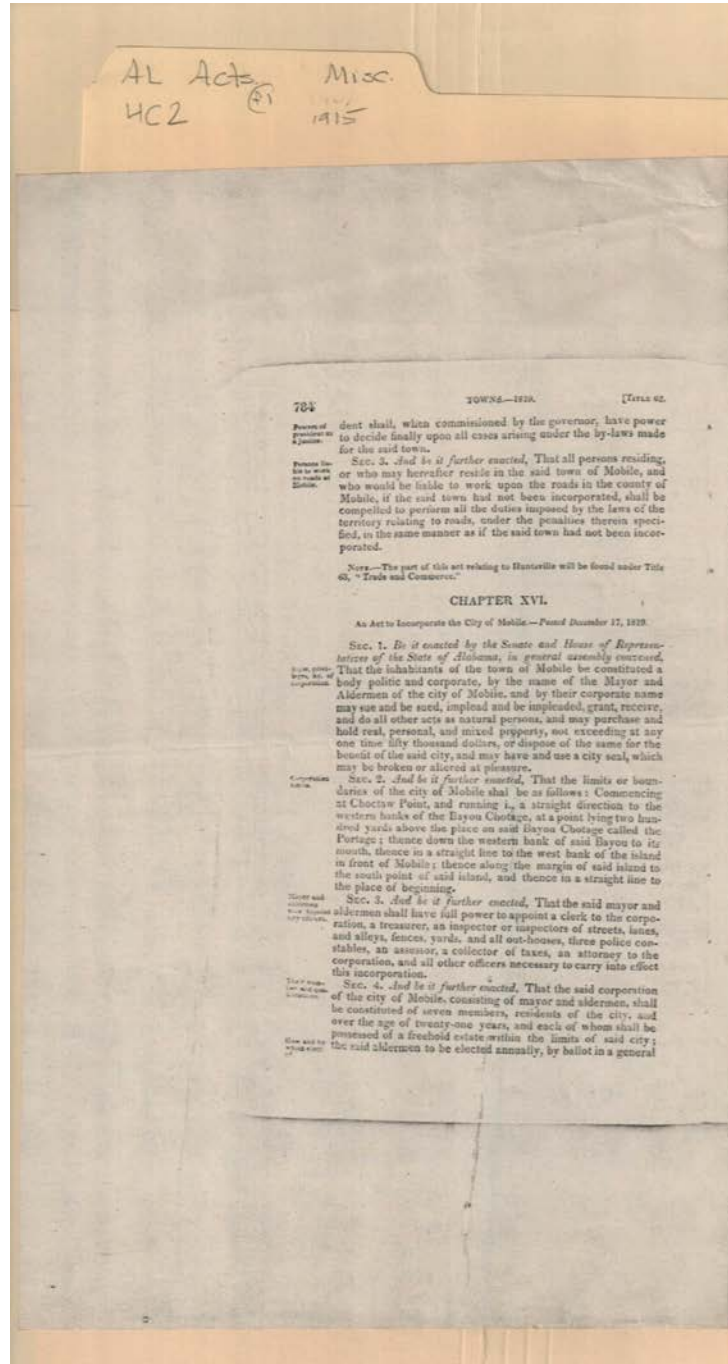 AL Acts Misc.
4C2 #1 1915
784 TOWNS.—1819. [TITLE 62.
Powers of
president as
a justice.
dent shall, when commissioned by the governor, have power
to decide finally upon all cases arising under the by-laws made
for the said town.
Persons lia-
ble to work
on roads at
Mobile.
SEC. 3. And be it further enacted, That all persons residing,
or who may hereafter reside in the said town of Mobile, and
who would be liable to work upon the roads in the county of
Mobile, if the said town had not been incorporated, shall be
compelled to perform all the duties imposed by the laws of the
territory relating to roads, under the penalties therein speci-
fied, in the same manner as if the said town had not been incor-
porated.
NOTE.—The part of this act relating to Huntsville will be found under Title
63, "Trade and Commerce."
CHAPTER XVI.
An Act to Incorporate the City of Mobile.—Passed December 17, 1819.
SEC. 1. Be it enacted by the Senate and House of Represen-
tatives of the State of Alabama, in general assembly convened,
That the inhabitants of the town of Mobile be constituted a
body politic and corporate, by the name of the Mayor and
Aldermen of the city of Mobile, and by their corporate name
may sue and be sued, implead and be impleaded, grant, receive,
and do all other acts as natural persons, and may purchase and
hold real, personal, and mixed property, not exceeding at any
one time fifty thousand dollars, or dispose of the same for the
benefit of the said city, and may have and use a city seal, which
may be broken or altered at pleasure.
Corporation
SEC. 2. And be it further enacted, That the limits or boun-
daries of the city of Mobile shal be as follows: Commencing
at Choctaw Point, and running i., a straight direction to the
western banks of the Bayou Chotage, at a point lying two hun-
dred yards above the place on said Bayou Chotage called the
Portage; thence down the western bank of said Bayou to its
mouth, thence in a straight line to the west bank of the island
in front of Mobile; thence along the margin of said island to
the south point of said island, and thence in a straight line to
the place of beginning.
Mayor and
SEC. 3. And be it further enacted, That the said mayor and
aldermen shall have full power to appoint a clerk to the corpo-
ration, a treasurer, an inspector or inspectors of streets, lanes,
and alleys, fences, yards, and all out-houses, three police con-
stables, an assessor, a collector of taxes, an attorney to the
corporation, and all other officers necessary to carry into effect
this incorporation.
SEC. 4. And be it further enacted, That the said corporation
of the city of Mobile, consisting of mayor and aldermen, shall
be constituted of seven members, residents of the city, and
over the age of twenty-one years, and each of whom shall be
possessed of a freehold estate within the limits of said city;
How and by
the said aldermen to be elected annually, by ballot in a general